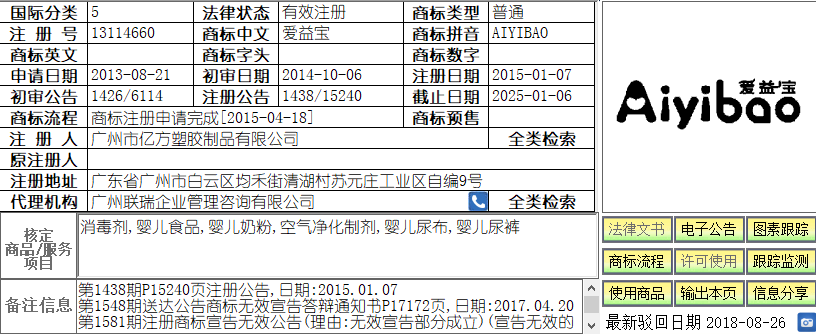 国际分类 5 法律状态 有效注册 商标类型 普通
注 册 号 13114660 商标中文 爱益宝 商标拼音 AIYIBAO
商标英文 商标字头 商标数字
申请日期 2013-08-21 初审日期 2014-10-06 注册日期 2015-01-07
初审公告 1426/6114 注册公告 1438/15240 截止日期 2025-01-06
商标流程 商标注册申请完成[2015-04-18] 商标预售
注 册 人 广州市亿方塑胶制品有限公司 全类检索
原注册人
注册地址 广东省广州市白云区均禾街清湖村苏元庄工业区自编9号
代理机构 广州联瑞企业管理咨询有限公司 全类检索
核定
商品/服务
项目
消毒剂,婴儿食品,婴儿奶粉,空气净化制剂,婴儿尿布,婴儿尿裤
备注信息
第1438期P15240页注册公告,日期:2015.01.07
第1548期送达公告商标无效宣告答辩通知书P17172页,日期:2017.04.20
第1581期注册商标宣告无效公告(理由:无效宣告部分成立)(宣告无效的
爱益宝
Aiyibao
法律文书 电子公告 图素跟踪
商标流程 许可使用 跟踪监测
使用商品 输出本页 信息分享
最新驳回日期 2018-08-26